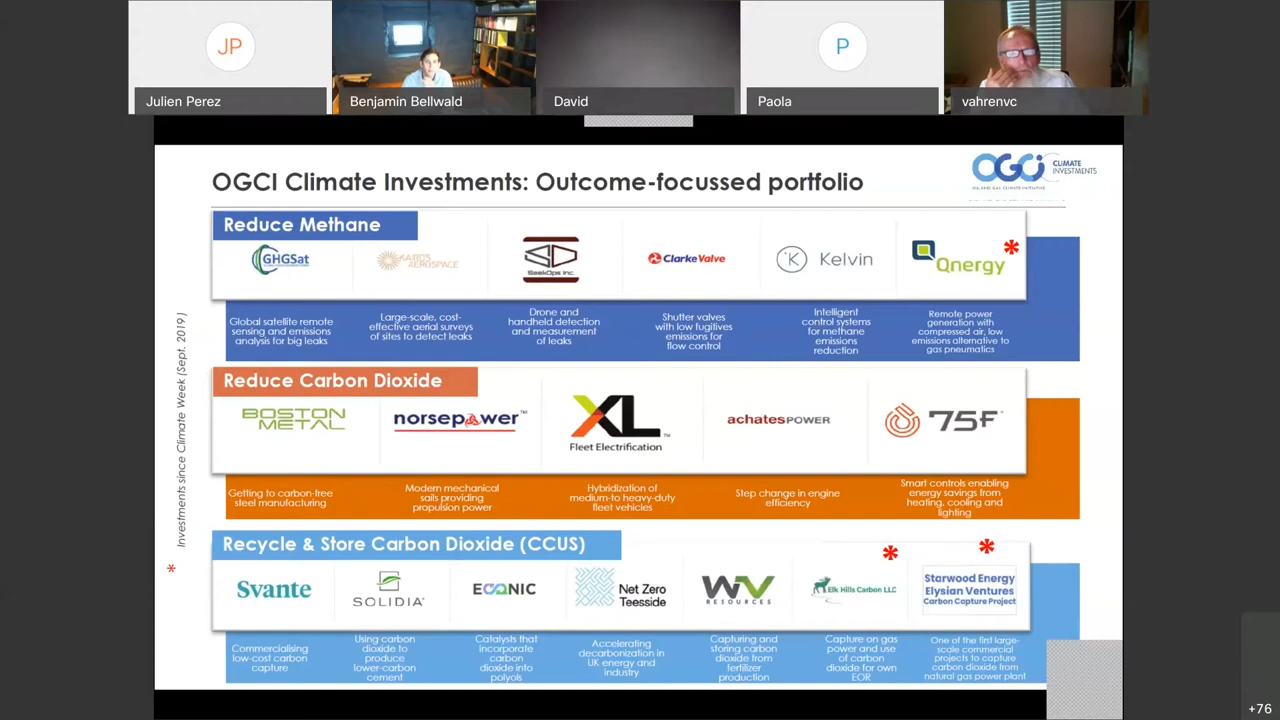 JP
Julien Perez
Benjamin Bellwald
David
P
Paola
vahrenvc
OGCI Climate Investments: Outcome-focussed portfolio
OGCI CLIMATE INVESTMENTS
OIL AND GAS CLIMATE INITIATIVE
Reduce Methane
GHGSat
KAIROS AEROSPACE
SeekOps Inc.
ClarkeValve
Kelvin
Qnergy
*
Global satellite remote
sensing and emissions
analysis for big leaks
Large-scale, cost-
effective aerial surveys
of sites to detect leaks
Drone and
handheld detection
and measurement
of leaks
Shutter valves
with low fugitives
emissions for
flow control
Intelligent
control systems
for methane
emissions
reduction
Remote power
generation with
compressed air, low
emissions alternative to
gas pneumatics
Reduce Carbon Dioxide
BOSTON
METAL
norsepower™
XL™
Fleet Electrification
achates POWER
75F™
Getting to carbon-free
steel manufacturing
Modern mechanical
sails providing
propulsion power
Hybridization of
medium-to heavy-duty
fleet vehicles
Step change in engine
efficiency
Smart controls enabling
energy savings from
heating, cooling and
lighting
Recycle & Store Carbon Dioxide (CCUS)
*
*
Svante
SOLIDIA
ECONIC
Net Zero
Teesside
WV
RESOURCES
Elk Hills Carbon LLC
Starwood Energy
Elysian Ventures
Carbon Capture Project
Commercialising
low-cost carbon
capture
Using carbon
dioxide to
produce
lower-carbon
cement
Catalysts that
incorporate
carbon
dioxide into
polyols
Accelerating
decarbonization in
UK energy and
industry
Capturing and
storing carbon
dioxide from
fertilizer
production
Capture on gas
power and use
of carbon
dioxide for own
EOR
One of the first large-
scale commercial
projects to capture
carbon dioxide from
natural gas power plant
* Investments since Climate Week (Sept. 2019)
+76